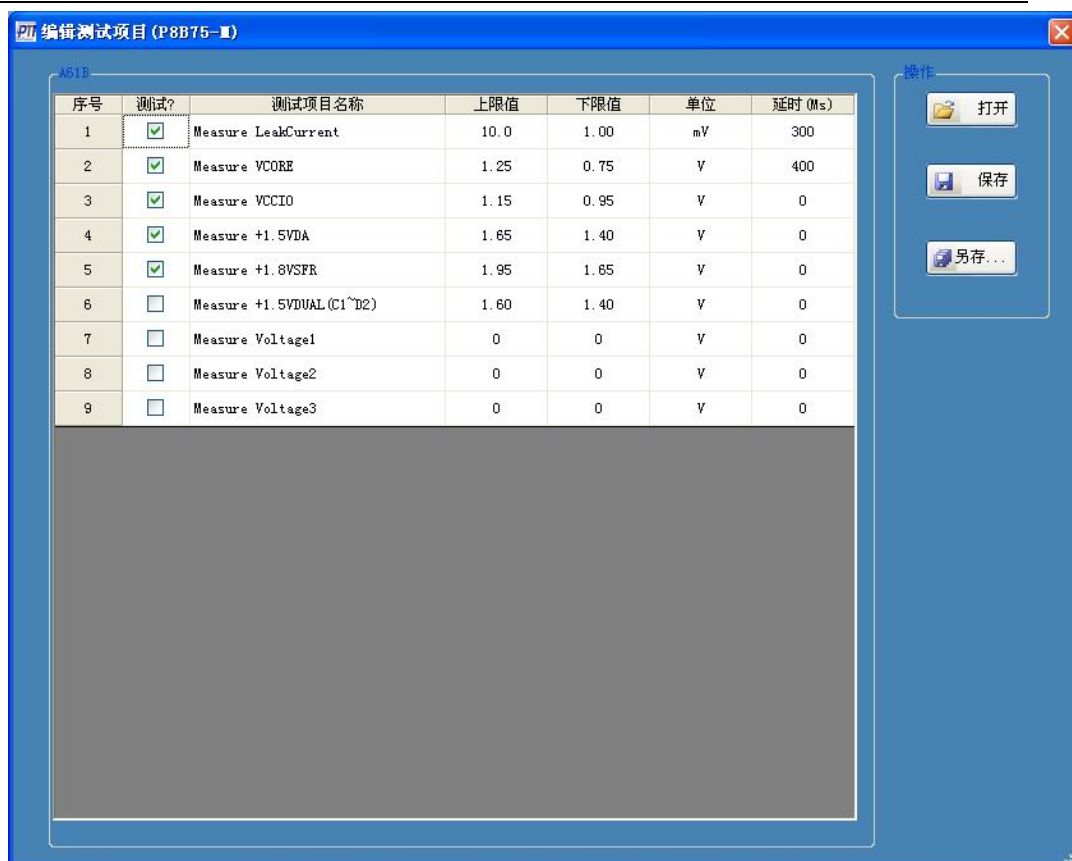 PIT 编辑测试项目(P8B75-Ⅲ)
A61B
操作
序号 测试? 测试项目名称 上限值 下限值 单位 延时(Ms)
1 Measure LeakCurrent 10.0 1.00 mV 300
2 Measure VCORE 1.25 0.75 V 400
3 Measure VCCIO 1.15 0.95 V 0
4 Measure +1.5VDA 1.65 1.40 V 0
5 Measure +1.8VSFR 1.95 1.65 V 0
6 Measure +1.5VDUAL(C1~D2) 1.60 1.40 V 0
7 Measure Voltage1 0 0 V 0
8 Measure Voltage2 0 0 V 0
9 Measure Voltage3 0 0 V 0
打开
保存
另存...